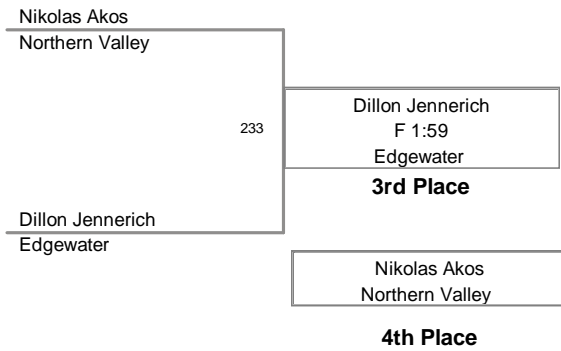 Nikolas Akos
Northern Valley
233
Dillon Jennerich
F 1:59
Edgewater
3rd Place
Dillon Jennerich
Edgewater
Nikolas Akos
Northern Valley
4th Place